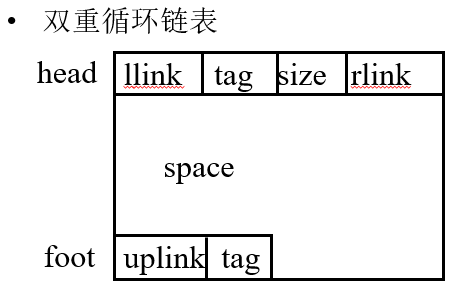 • 双重循环链表
head llink tag size rlink
space
foot uplink tag